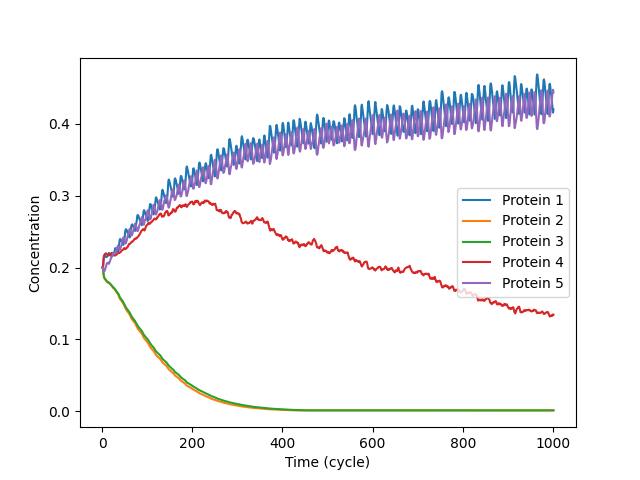 0.4
0.3
0.2
0.1
0.0
Concentration
0 200 400 600 800 1000
Time (cycle)
Protein 1
Protein 2
Protein 3
Protein 4
Protein 5